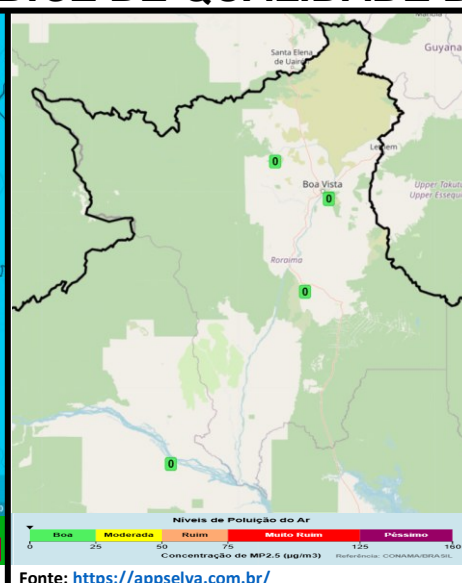 Guyana
Santa Elena
de Uairé
0
Lethem
Boa Vista
0
Upper Takutu
Upper Essequ
Roraima
0
0
Níveis de Poluição do Ar
Boa Moderada Ruim Muito Ruim Péssimo
0 25 50 75 125 160
Concentração de MP2.5 (µg/m3) Referência: CONAMA/BRASIL
Fonte: https://appselva.com.br/